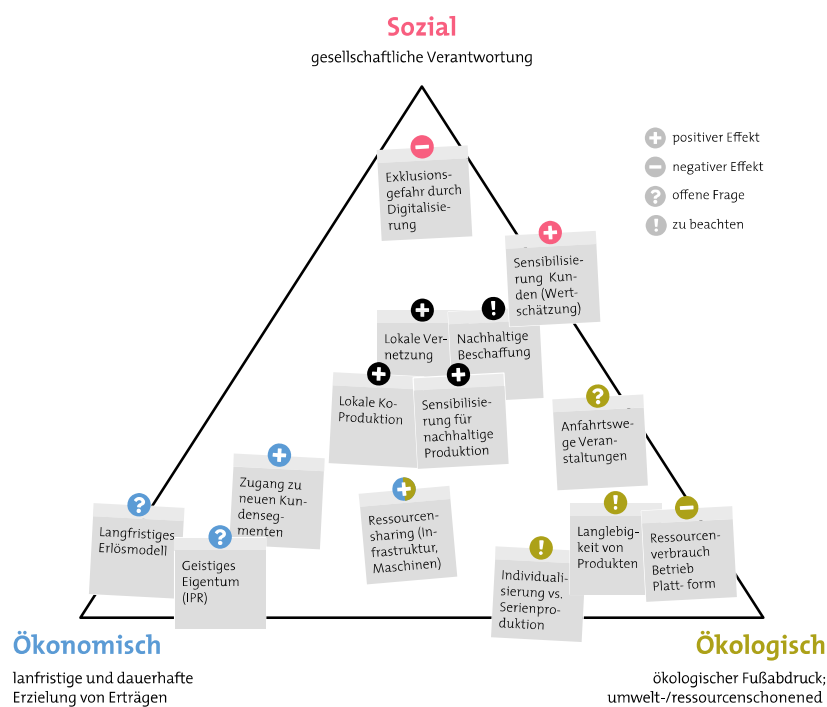 Sozial
gesellschaftliche Verantwortung
positiver Effekt
negativer Effekt
offene Frage
zu beachten
Exklusions-
gefahr durch
Digitalisie-
rung
Sensibilisie-
rung Kun-
den (Wert-
schätzung)
Lokale Ver-
netzung
Nachhaltige
Beschaffung
Lokale Ko-
Produktion
Sensibilisie-
rung für
nachhaltige
Produktion
Anfahrtswe-
ge Veran-
staltungen
Zugang zu
neuen Kun-
denseg-
menten
Langfristiges
Erlösmodell
Geistiges
Eigentum
(IPR)
Ressourcen-
sharing (In-
frastruktur,
Maschinen)
Individuali-
sierung vs.
Serienpro-
duktion
Langlebig-
keit von
Produkten
Ressourcen-
verbrauch
Betrieb
Platt- form
Ökonomisch
lanfristige und dauerhafte
Erzielung von Erträgen
Ökologisch
ökologischer Fußabdruck;
umwelt-/ressourcenschonened